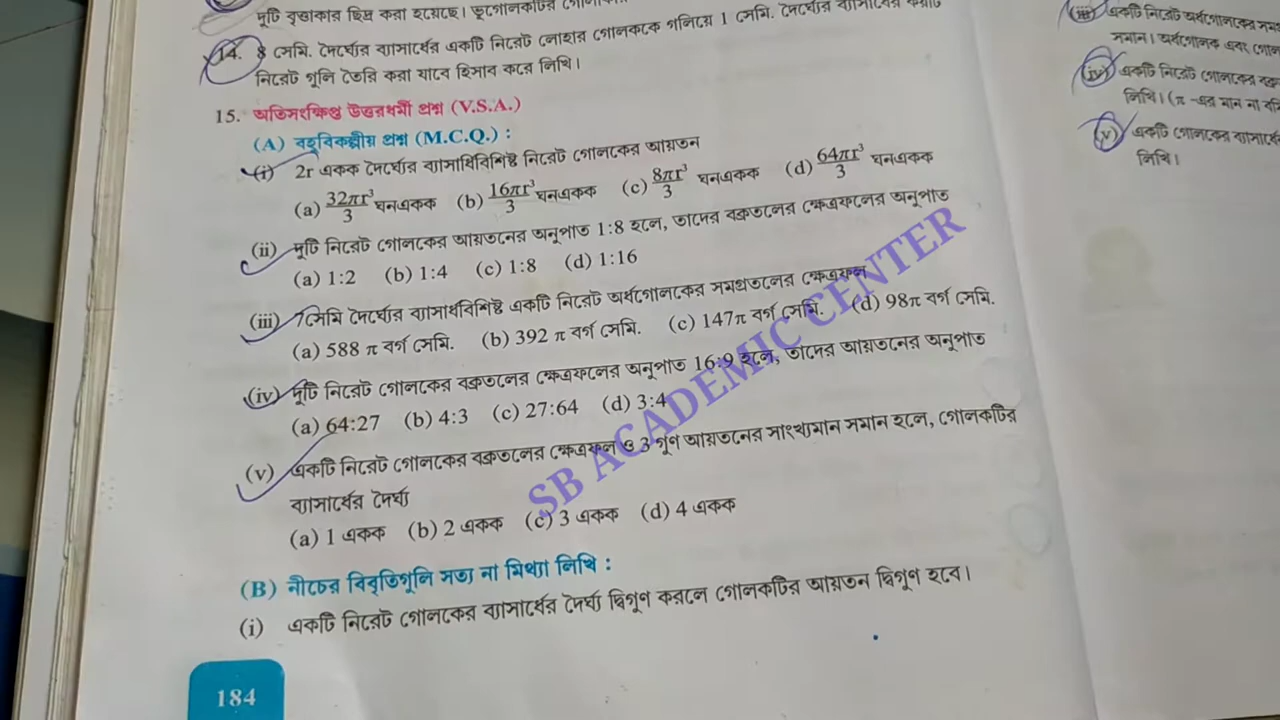 দুটি বৃত্তাকার ছিদ্র করা হয়েছে। ভূগোলকটির
14. 8 সেমি. দৈর্ঘ্যের ব্যাসার্ধের একটি নিরেট লোহার গোলককে গলিয়ে 1 সেমি. দৈর্ঘ্যের ব্যাসার্ধের কয়টি
নিরেট গুলি তৈরি করা যাবে হিসাব করে লিখি।
15. অতিসংক্ষিপ্ত উত্তরধর্মী প্রশ্ন (V.S.A.)
(A) বহুবিকল্পীয় প্রশ্ন (M.C.Q.) :
(i) 2r একক দৈর্ঘ্যের ব্যাসার্ধবিশিষ্ট নিরেট গোলকের আয়তন
(a) 32πr³/3 ঘনএকক (b) 16πr³/3 ঘনএকক (c) 8πr³/3 ঘনএকক (d) 64πr³/3 ঘনএকক
(ii) দুটি নিরেট গোলকের আয়তনের অনুপাত 1:8 হলে, তাদের বক্রতলের ক্ষেত্রফলের অনুপাত
(a) 1:2 (b) 1:4 (c) 1:8 (d) 1:16
(iii) 7সেমি দৈর্ঘ্যের ব্যাসার্ধবিশিষ্ট একটি নিরেট অর্ধগোলকের সমগ্রতলের ক্ষেত্রফল
(a) 588 π বর্গ সেমি. (b) 392 π বর্গ সেমি. (c) 147π বর্গ সেমি. (d) 98π বর্গ সেমি.
(iv) দুটি নিরেট গোলকের বক্রতলের ক্ষেত্রফলের অনুপাত 16:9 হলে, তাদের আয়তনের অনুপাত
(a) 64:27 (b) 4:3 (c) 27:64 (d) 3:4
(v) একটি নিরেট গোলকের বক্রতলের ক্ষেত্রফল ও 3 গুণ আয়তনের সাংখ্যমান সমান হলে, গোলকটির
ব্যাসার্ধের দৈর্ঘ্য
(a) 1 একক (b) 2 একক (c) 3 একক (d) 4 একক
(B) নীচের বিবৃতিগুলি সত্য না মিথ্যা লিখি :
(i) একটি নিরেট গোলকের ব্যাসার্ধের দৈর্ঘ্য দ্বিগুণ করলে গোলকটির আয়তন দ্বিগুণ হবে।
184
SB ACADEMIC CENTER
(iii) একটি নিরেট অর্ধগোলকের
সমান। অর্ধগোলক এবং
(iv) একটি নিরেট গোলকের
লিখি। (π -এর মান না
(v) একটি গোলকের
লিখি।